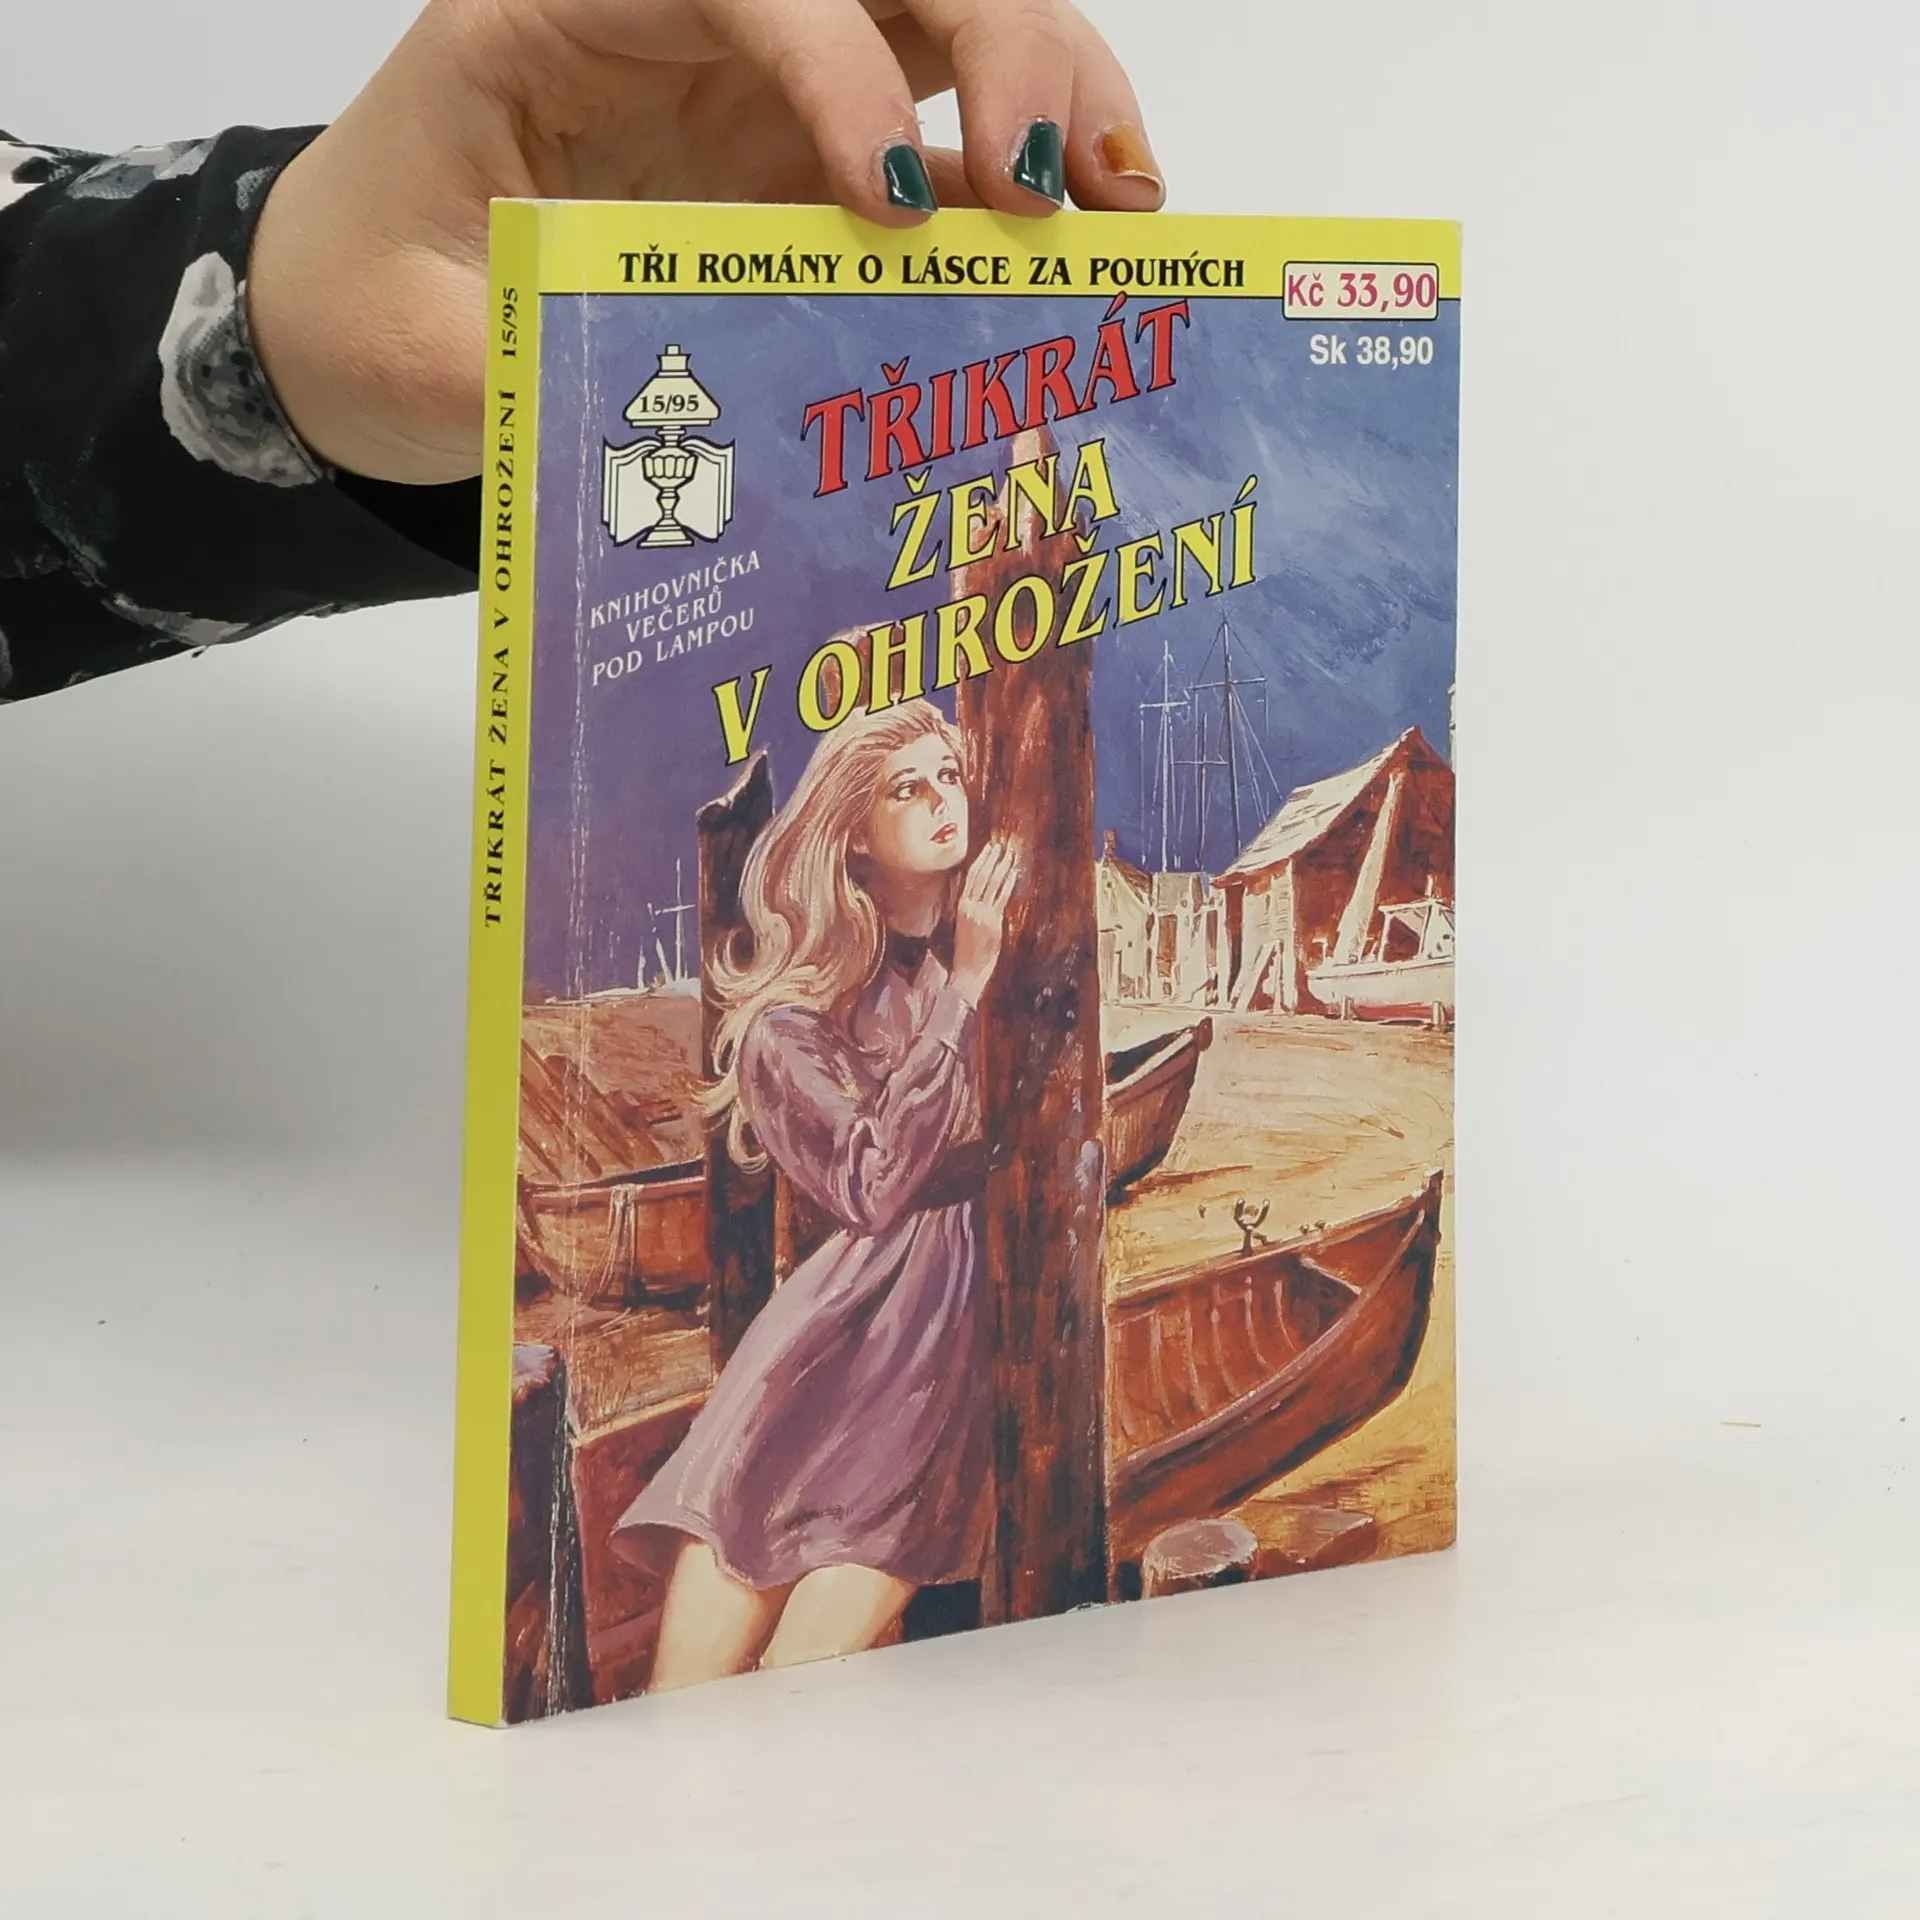 TŘI ROMÁNY O LÁSCE ZA POUHÝCH
Kč 33,90
Sk 38,90
15/95
KNIHOVNIČKA
VEČERŮ
POD LAMPOU
TŘIKRÁT
ŽENA
V OHROŽENÍ
TŘIKRÁT ŽENA V OHROŽENÍ 15/95